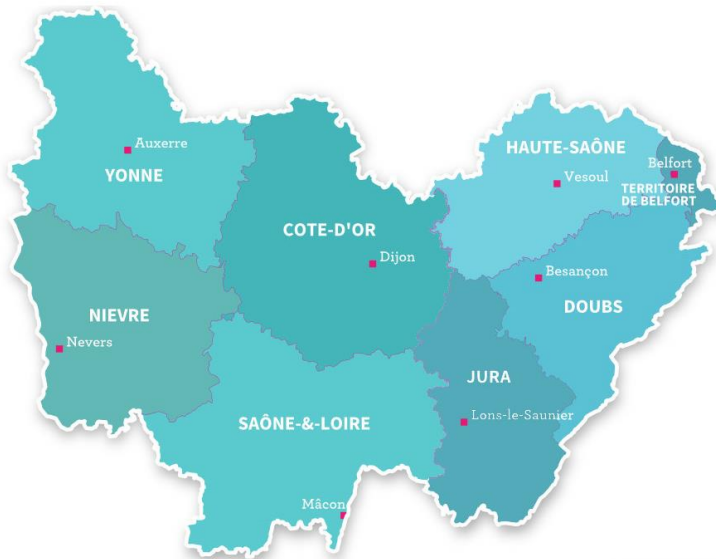 Auxerre
YONNE
HAUTE-SAÔNE
Belfort
Vesoul
TERRITOIRE
DE BELFORT
COTE-D'OR
Dijon
Besançon
DOUBS
NIEVRE
Nevers
JURA
SAÔNE-&-LOIRE
Lons-le-Saunier
Mâcon